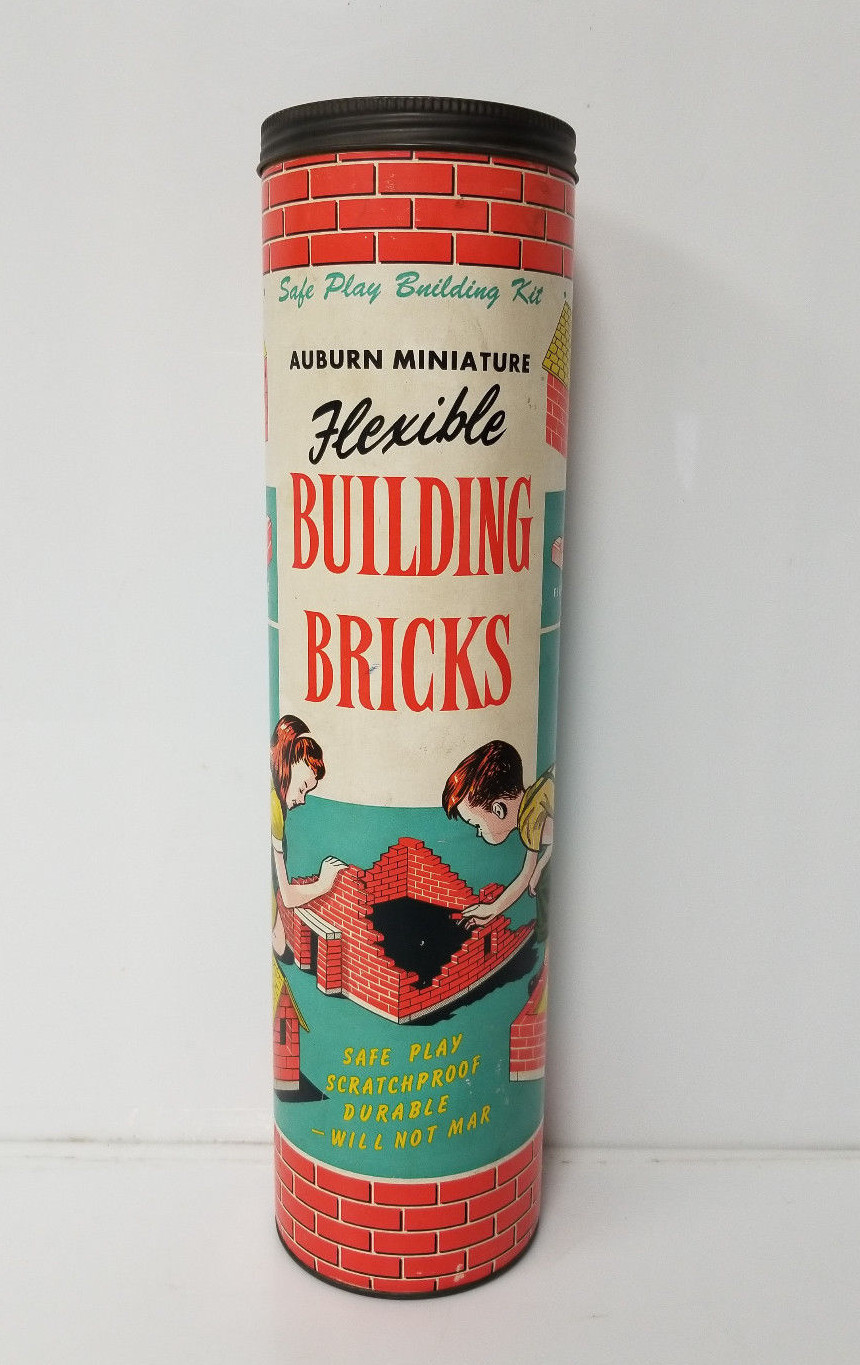 Safe Play Building Kit
AUBURN MINIATURE
Flexible
BUILDING
BRICKS
SAFE PLAY
SCRATCHPROOF
DURABLE
—WILL NOT MAR